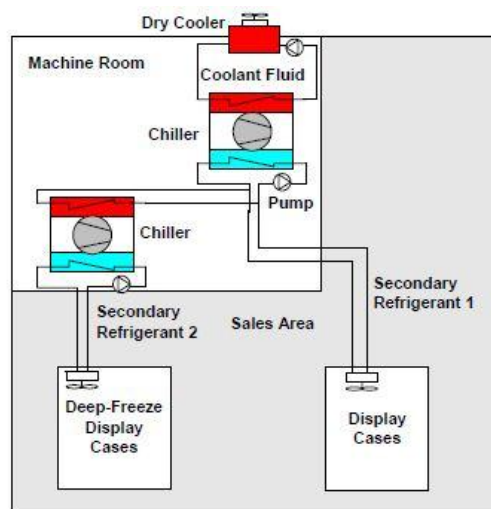 Dry Cooler
Machine Room
Coolant Fluid
Chiller
Pump
Chiller
Secondary
Refrigerant 1
Secondary
Refrigerant 2
Sales Area
Deep-Freeze
Display
Cases
Display
Cases